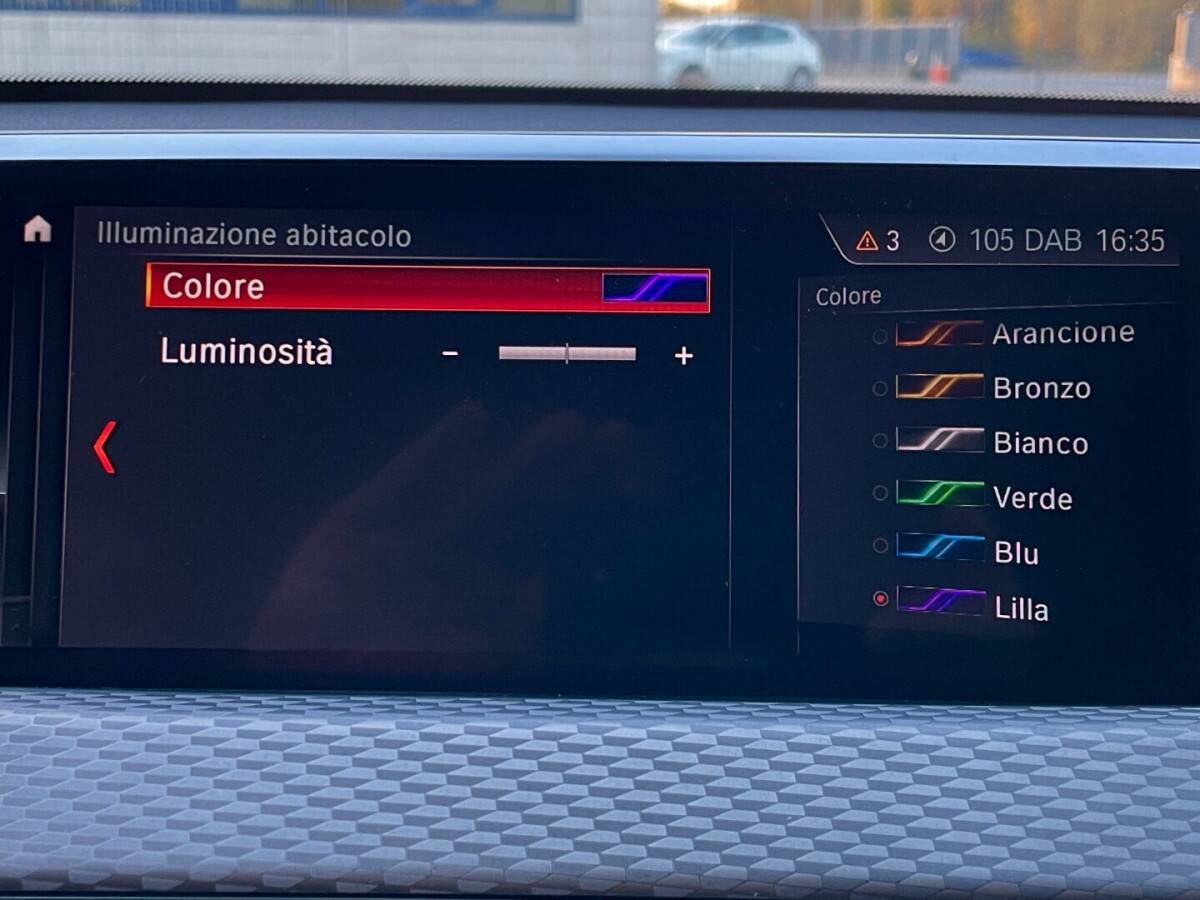 Illuminazione abitacolo
Colore
Luminosità
- +
3 105 DAB 16:35
Colore
Arancione
Bronzo
Bianco
Verde
Blu
Lilla